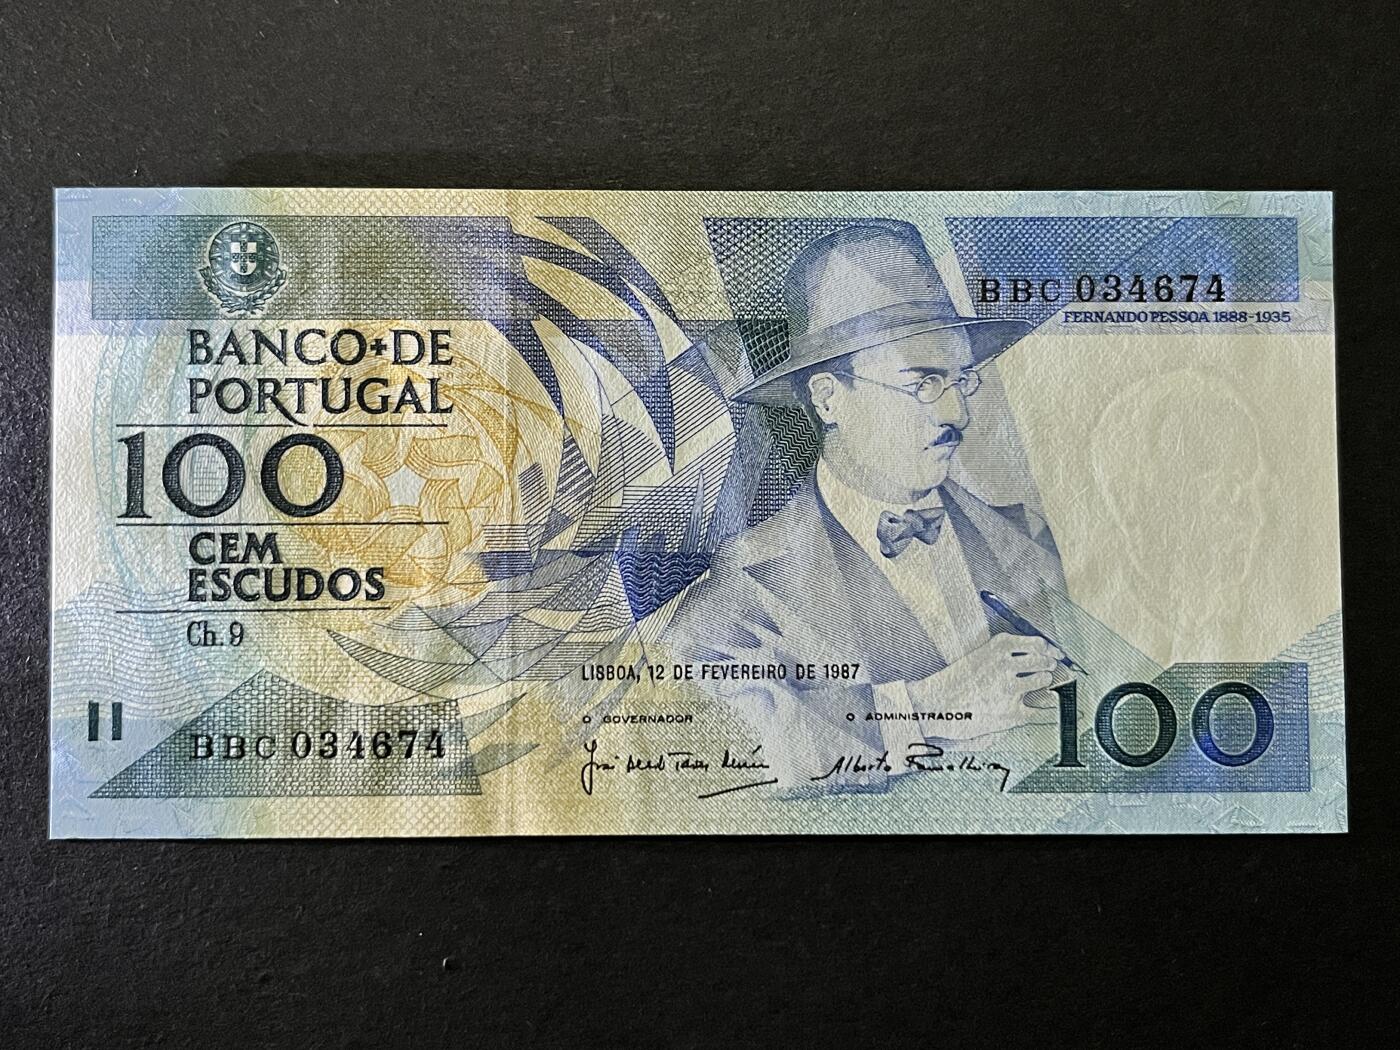 BBC 034674
FERNANDO PESSOA 1888-1935
BANCO DE
PORTUGAL
100
CEM
ESCUDOS
Ch. 9
LISBOA, 12 DE FEVEREIRO DE 1987
O GOVERNADOR
O ADMINISTRADOR
BBC 034674
100